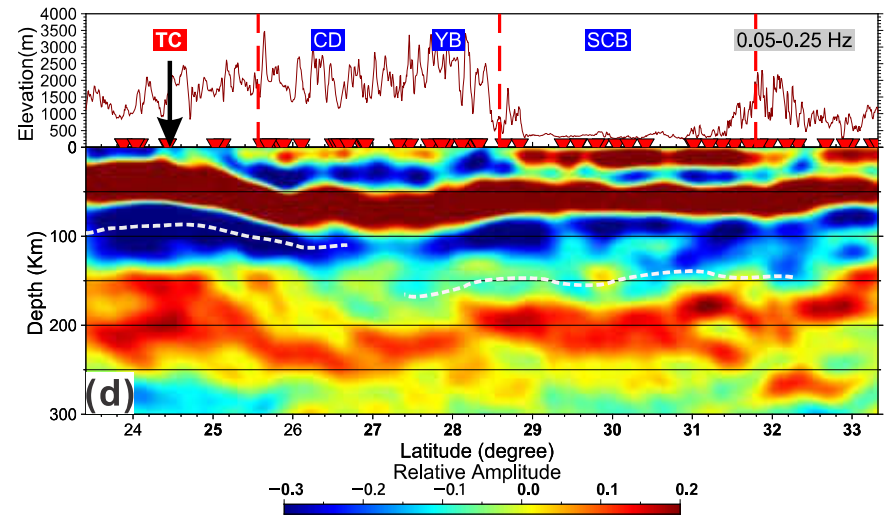 4000
3500
3000
2500
2000
1500
1000
500
0
Elevation(m)
TC
CD
YB
SCB
0.05-0.25 Hz
100
200
300
Depth (Km)
(d)
24 25 26 27 28 29 30 31 32 33
Latitude (degree)
Relative Amplitude
−0.3 −0.2 −0.1 0.0 0.1 0.2